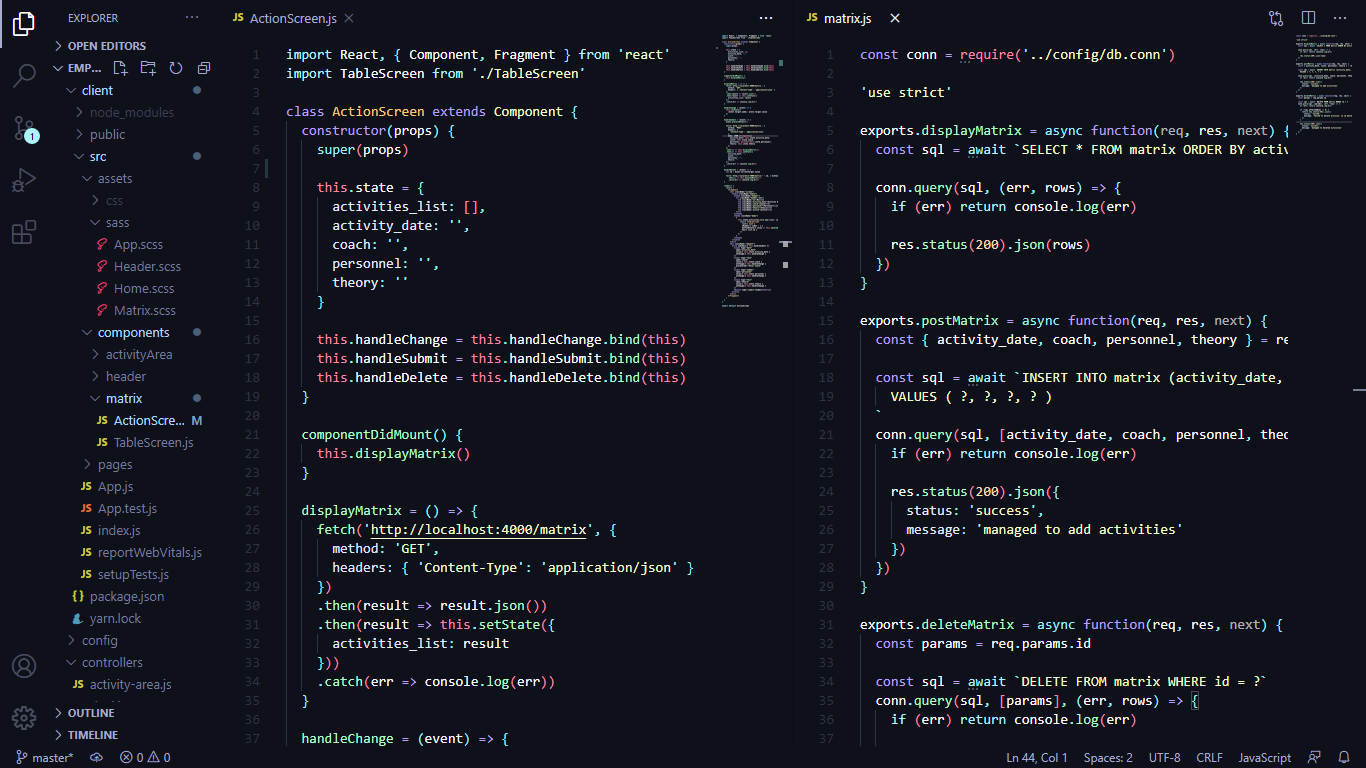 EXPLORER
OPEN EDITORS
EMP...
client
node_modules
public
src
assets
css
sass
App.scss
Header.scss
Home.scss
Matrix.scss
components
activityArea
header
matrix
JS ActionScre... M
JS TableScreen.js
pages
JS App.js
JS App.test.js
JS index.js
JS reportWebVitals.js
JS setupTests.js
{} package.json
yarn.lock
config
controllers
JS activity-area.js
OUTLINE
TIMELINE
1
JS ActionScreen.js
1 import React, { Component, Fragment } from 'react'
2 import TableScreen from './TableScreen'
3
4 class ActionScreen extends Component {
5 constructor(props) {
6 super(props)
7
8 this.state = {
9 activities_list: [],
10 activity_date: '',
11 coach: '',
12 personnel: '',
13 theory: ''
14 }
15
16 this.handleChange = this.handleChange.bind(this)
17 this.handleSubmit = this.handleSubmit.bind(this)
18 this.handleDelete = this.handleDelete.bind(this)
19 }
20
21 componentDidMount() {
22 this.displayMatrix()
23 }
24
25 displayMatrix = () => {
26 fetch('http://localhost:4000/matrix', {
27 method: 'GET',
28 headers: { 'Content-Type': 'application/json' }
29 })
30 .then(result => result.json())
31 .then(result => this.setState({
32 activities_list: result
33 }))
34 .catch(err => console.log(err))
35 }
36
37 handleChange = (event) => {
JS matrix.js
1 const conn = require('../config/db.conn')
2
3 'use strict'
4
5 exports.displayMatrix = async function(req, res, next) {
6 const sql = await `SELECT * FROM matrix ORDER BY activ
7
8 conn.query(sql, (err, rows) => {
9 if (err) return console.log(err)
10
11 res.status(200).json(rows)
12 })
13 }
14
15 exports.postMatrix = async function(req, res, next) {
16 const { activity_date, coach, personnel, theory } = re
17
18 const sql = await `INSERT INTO matrix (activity_date,
19 VALUES ( ?, ?, ?, ? )
20 `
21 conn.query(sql, [activity_date, coach, personnel, theo
22 if (err) return console.log(err)
23
24 res.status(200).json({
25 status: 'success',
26 message: 'managed to add activities'
27 })
28 })
29 }
30
31 exports.deleteMatrix = async function(req, res, next) {
32 const params = req.params.id
33
34 const sql = await `DELETE FROM matrix WHERE id = ?`
35 conn.query(sql, [params], (err, rows) => {
36 if (err) return console.log(err)
37
master* 0 0 Ln 44, Col 1 Spaces: 2 UTF-8 CRLF JavaScript